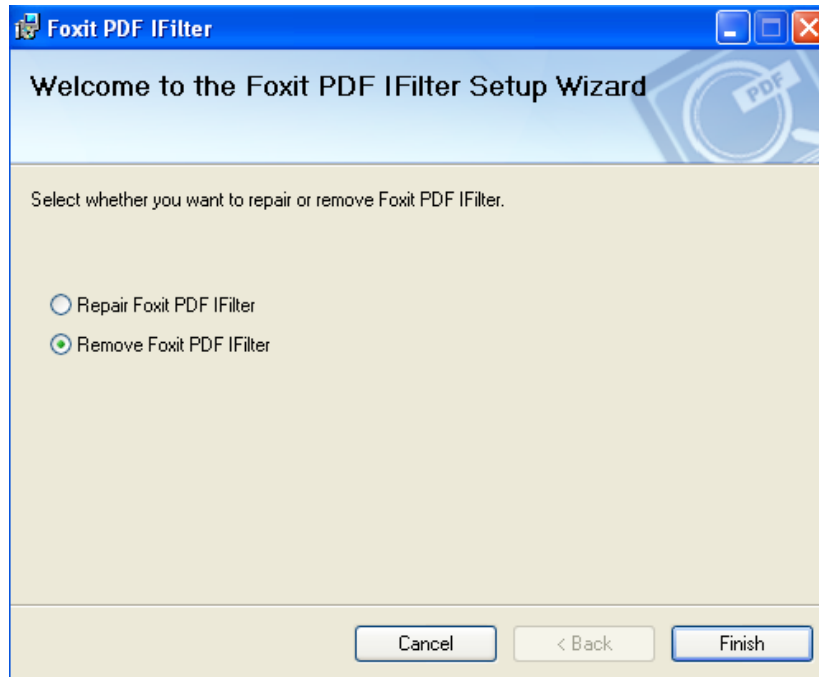 Foxit PDF IFilter
Welcome to the Foxit PDF IFilter Setup Wizard
PDF
Select whether you want to repair or remove Foxit PDF IFilter.
Repair Foxit PDF IFilter
Remove Foxit PDF IFilter
Cancel
< Back
Finish